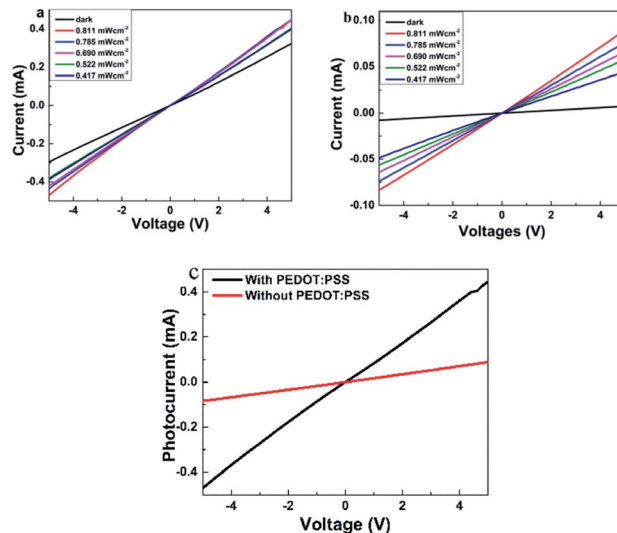 a
dark
0.811 mWcm⁻²
0.785 mWcm⁻²
0.690 mWcm⁻²
0.522 mWcm⁻²
0.417 mWcm⁻²
Current (mA)
0.4
0.2
0.0
-0.2
-0.4
-4 -2 0 2 4
Voltage (V)
b
dark
0.811 mWcm⁻²
0.785 mWcm⁻²
0.690 mWcm⁻²
0.522 mWcm⁻²
0.417 mWcm⁻²
Current (mA)
0.10
0.05
0.00
-0.05
-0.10
-4 -2 0 2 4
Voltages (V)
c
With PEDOT:PSS
Without PEDOT:PSS
Photocurrent (mA)
0.4
0.2
0.0
-0.2
-0.4
-4 -2 0 2 4
Voltage (V)